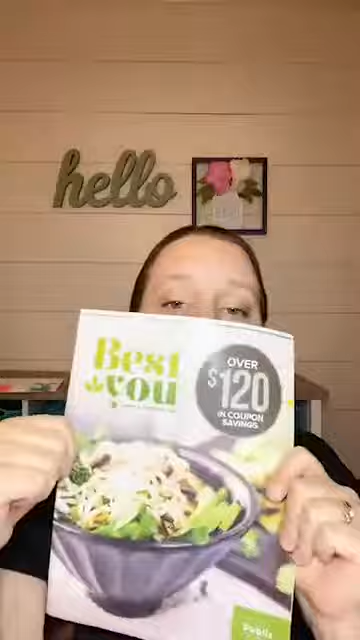 hello
Best
you
OVER
$120
IN COUPON
SAVINGS
Publix